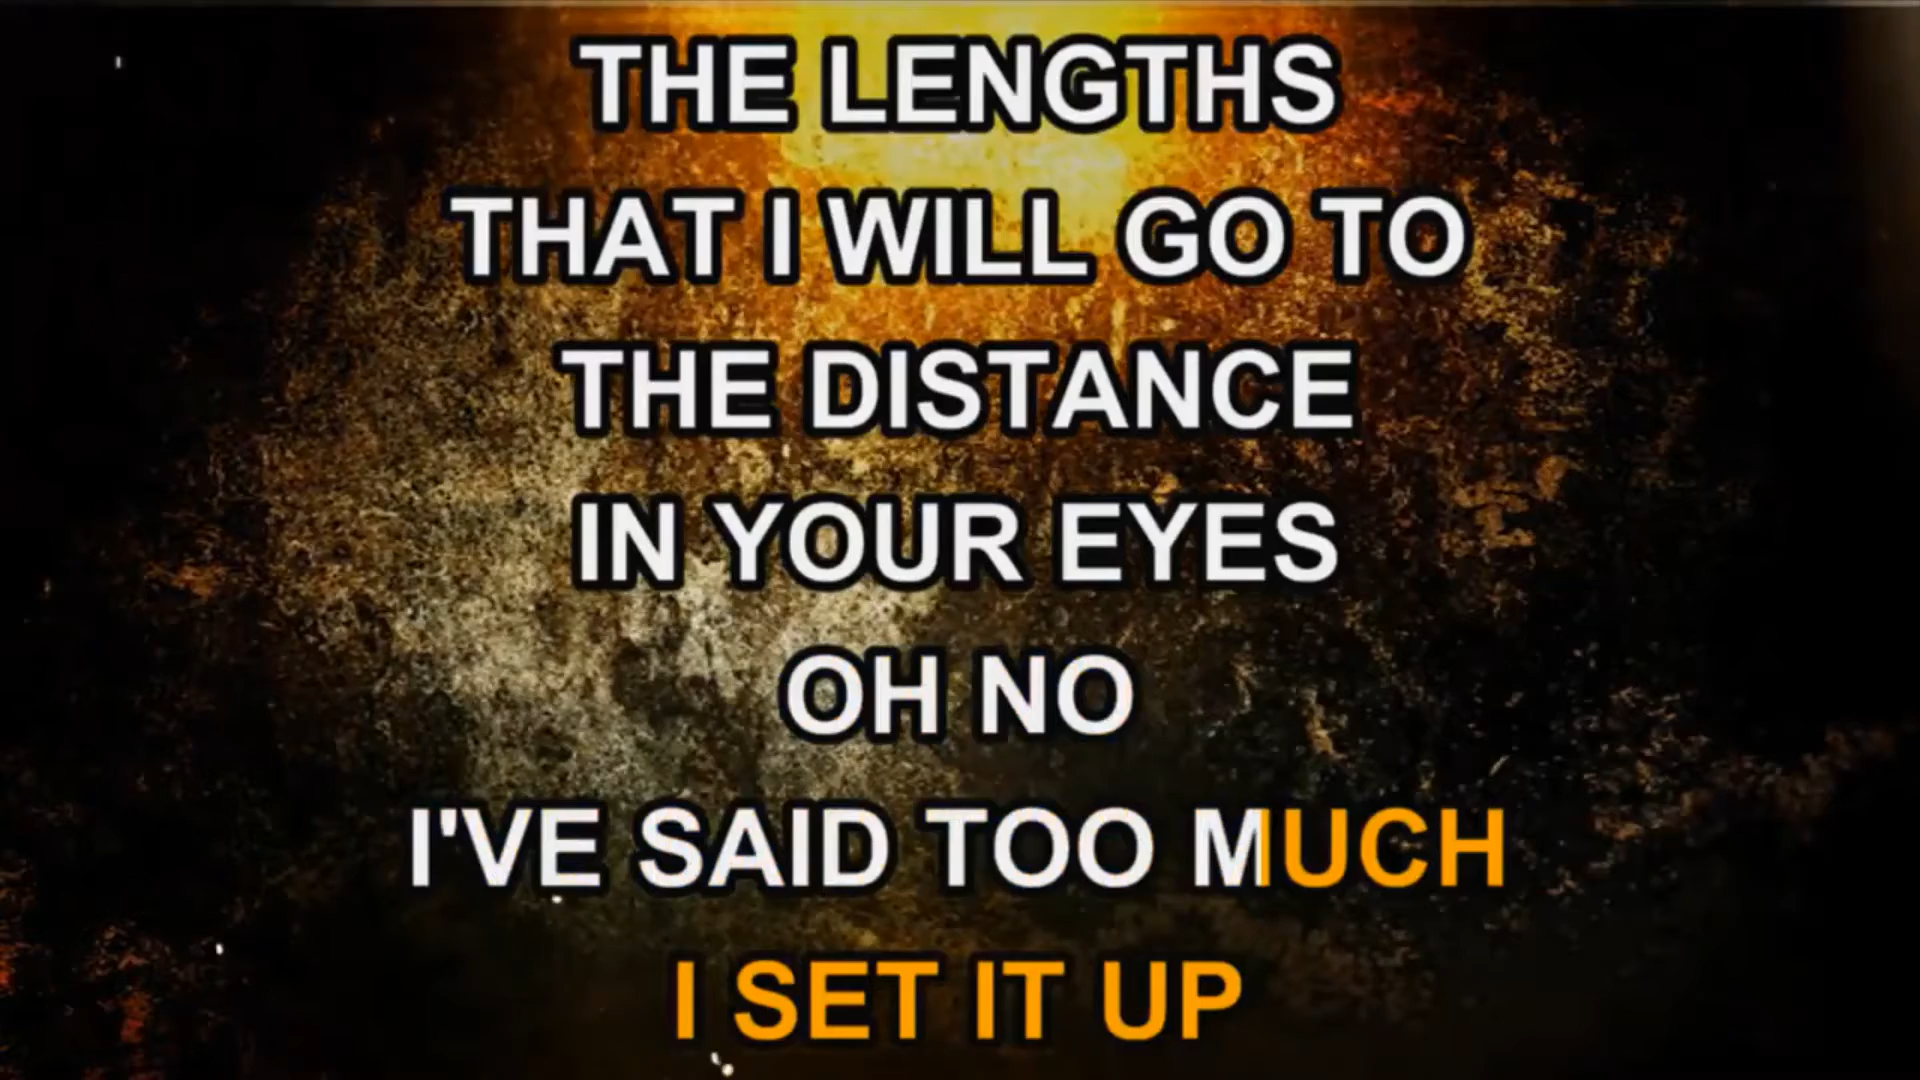 THE LENGTHS
THAT I WILL GO TO
THE DISTANCE
IN YOUR EYES
OH NO
I'VE SAID TOO MUCH
I SET IT UP